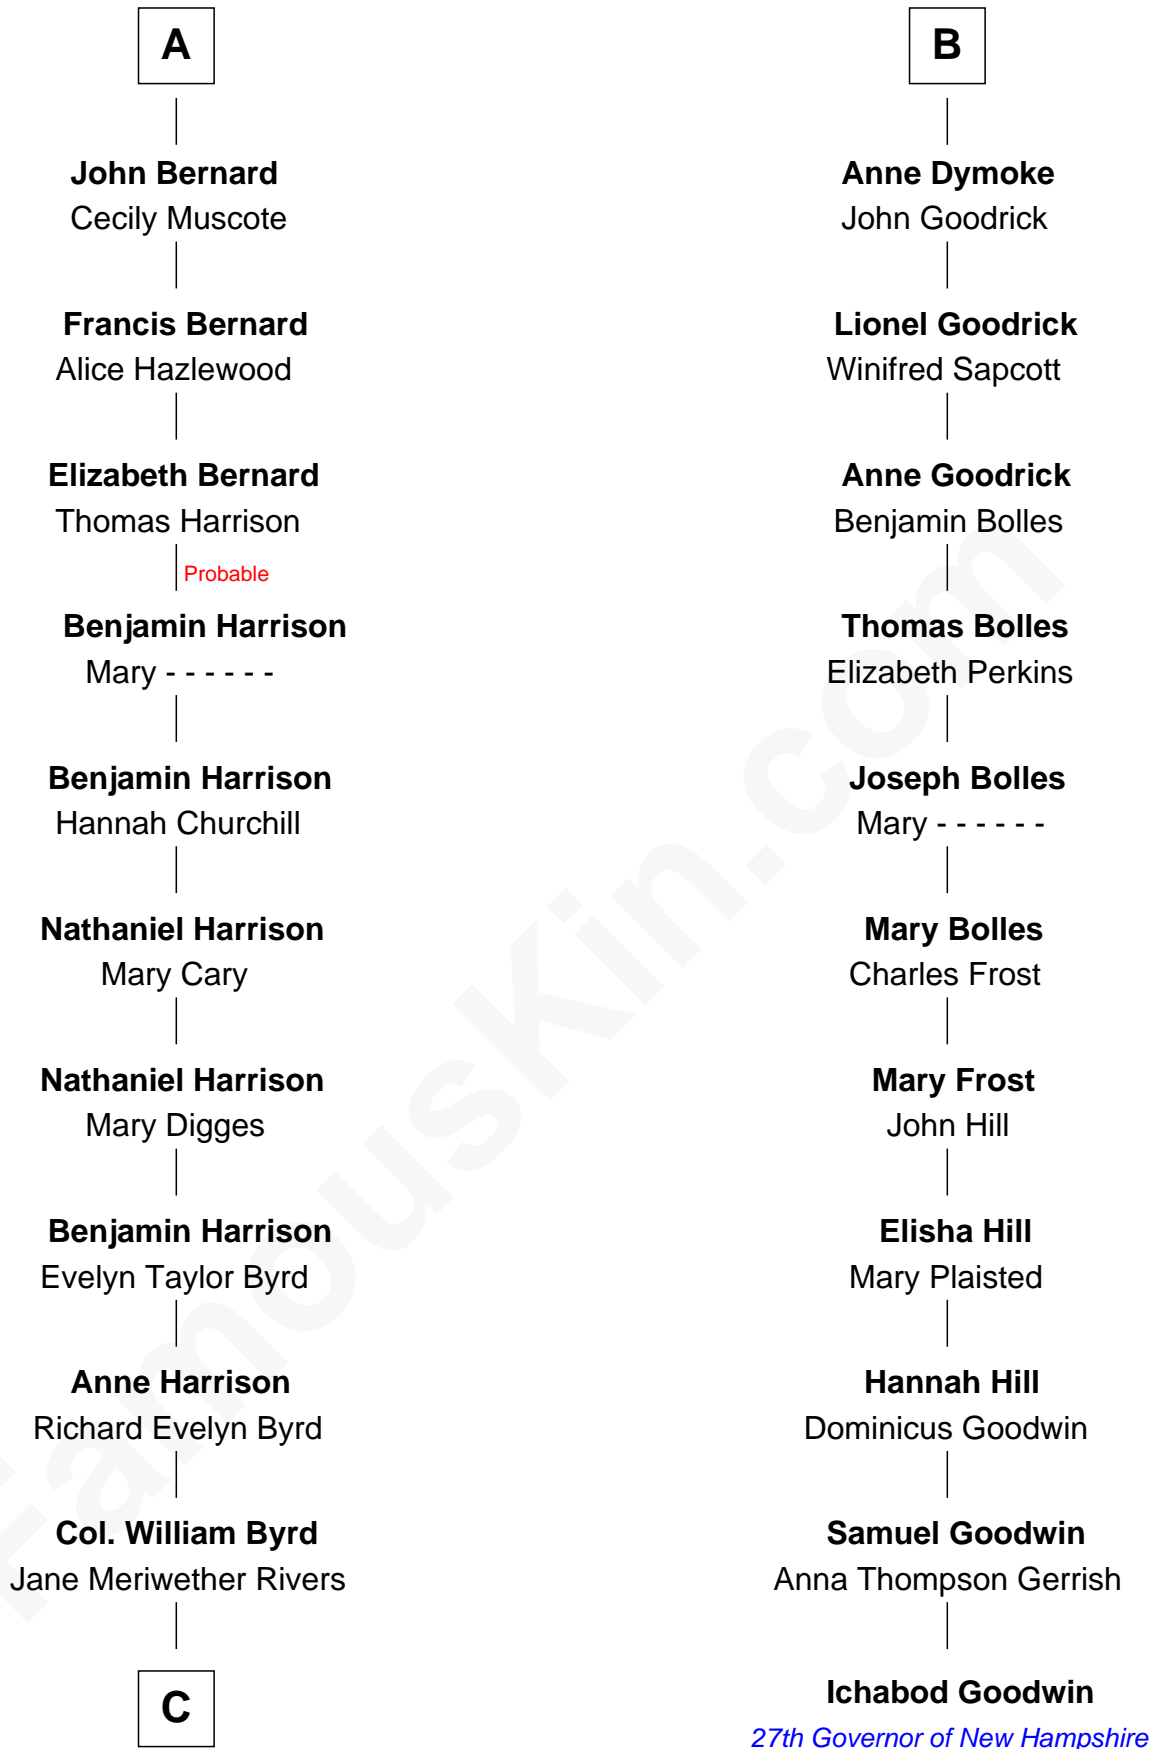 A
John Bernard
Cecily Muscote
Francis Bernard
Alice Hazlewood
Elizabeth Bernard
Thomas Harrison
Probable
Benjamin Harrison
Mary - - - - - -
Benjamin Harrison
Hannah Churchill
Nathaniel Harrison
Mary Cary
Nathaniel Harrison
Mary Digges
Benjamin Harrison
Evelyn Taylor Byrd
Anne Harrison
Richard Evelyn Byrd
Col. William Byrd
Jane Meriwether Rivers
C
B
Anne Dymoke
John Goodrick
Lionel Goodrick
Winifred Sapcott
Anne Goodrick
Benjamin Bolles
Thomas Bolles
Elizabeth Perkins
Joseph Bolles
Mary - - - - - -
Mary Bolles
Charles Frost
Mary Frost
John Hill
Elisha Hill
Mary Plaisted
Hannah Hill
Dominicus Goodwin
Samuel Goodwin
Anna Thompson Gerrish
Ichabod Goodwin
27th Governor of New Hampshire
FamousKin.com